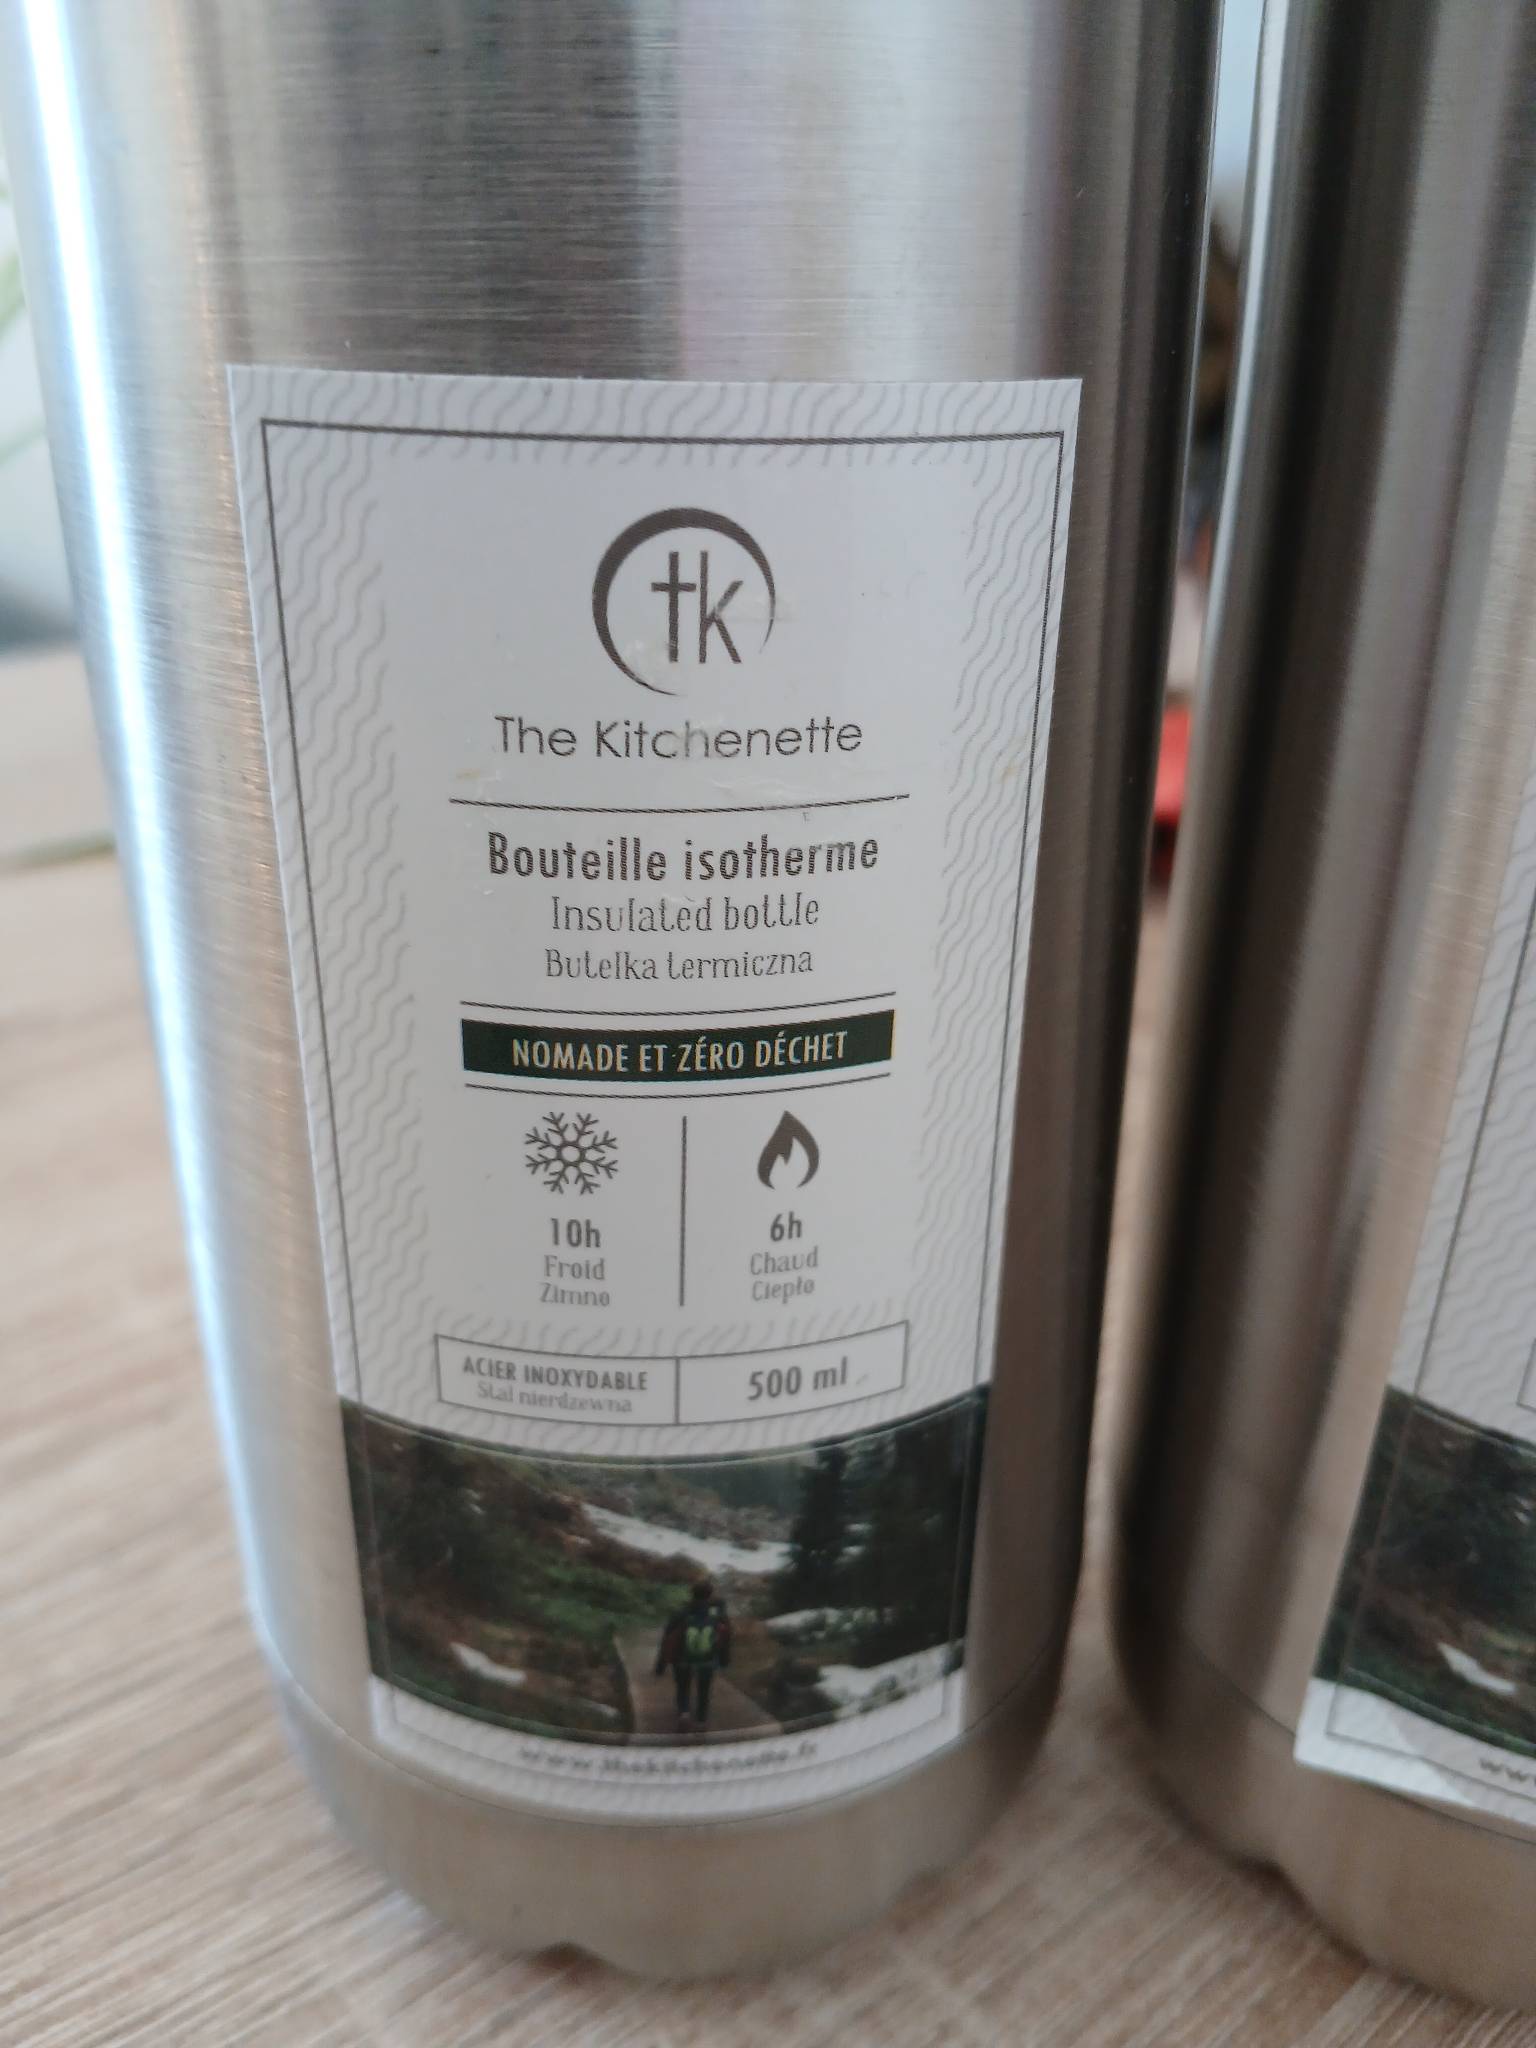 tk
The Kitchenette
Bouteille isotherme
Insulated bottle
Butelka termiczna
NOMADE ET ZÉRO DÉCHET
10h
Froid
Zimno
6h
Chaud
Ciepło
ACIER INOXYDABLE
Stal nierdzewna
500 ml
www.thekitchenette.fr
www